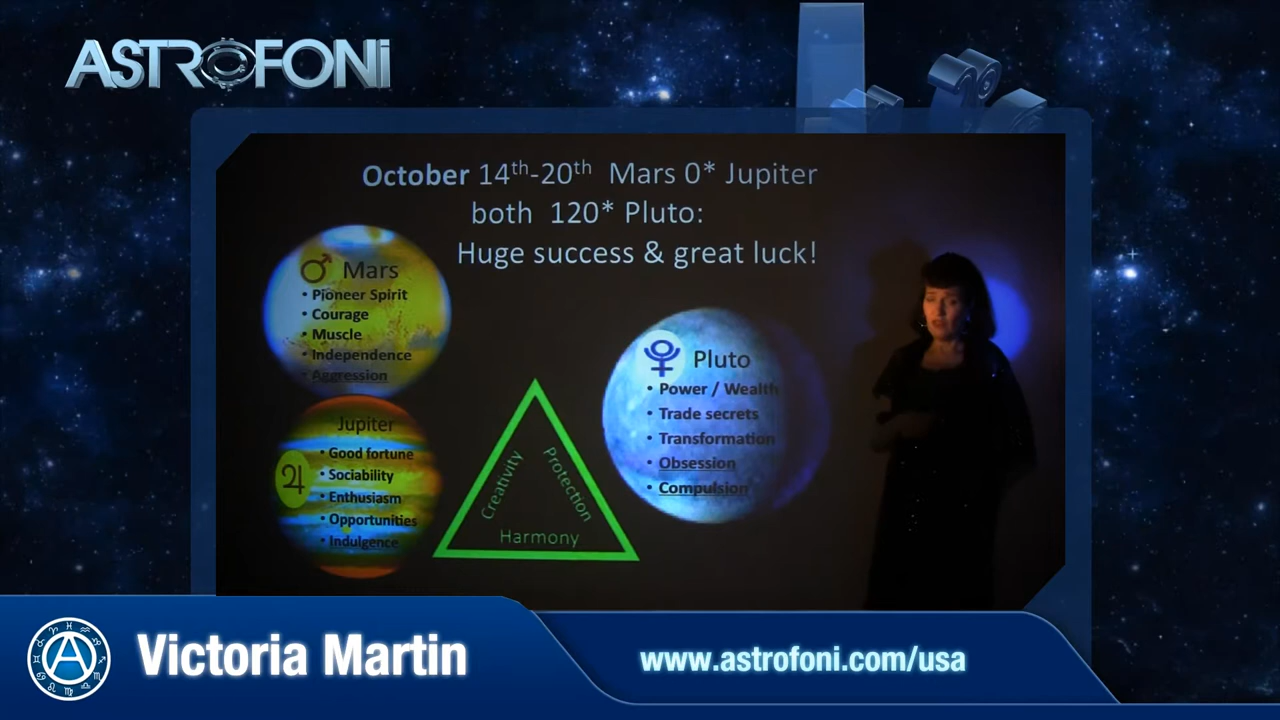 ASTROFONi
October 14th-20th Mars 0* Jupiter
both 120* Pluto:
Huge success & great luck!
♂ Mars
• Pioneer Spirit
• Courage
• Muscle
• Independence
• Aggression
Jupiter
♃
• Good fortune
• Sociability
• Enthusiasm
• Opportunities
• Indulgence
Creativity
Protection
Harmony
Pluto
• Power / Wealth
• Trade secrets
• Transformation
• Obsession
• Compulsion
Victoria Martin
www.astrofoni.com/usa